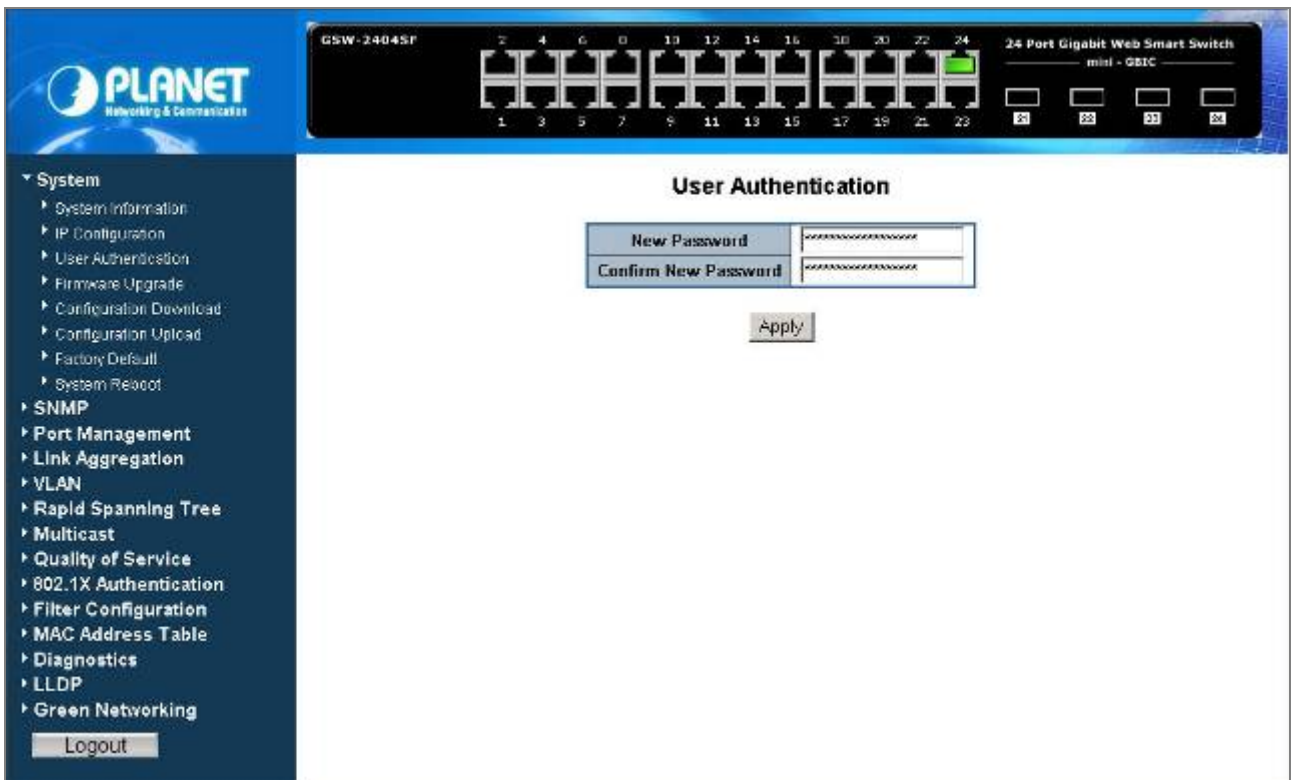 PLANET
Networking & Communication
GSW-2404SF
2 4 6 8 10 12 14 16 18 20 22 24
1 3 5 7 9 11 13 15 17 19 21 23
24 Port Gigabit Web Smart Switch
mini - GBIC
21 22 23 24
System
System Information
IP Configuration
User Authentication
Firmware Upgrade
Configuration Download
Configuration Upload
Factory Default
System Reboot
SNMP
Port Management
Link Aggregation
VLAN
Rapid Spanning Tree
Multicast
Quality of Service
802.1X Authentication
Filter Configuration
MAC Address Table
Diagnostics
LLDP
Green Networking
Logout
User Authentication
New Password
Confirm New Password
Apply